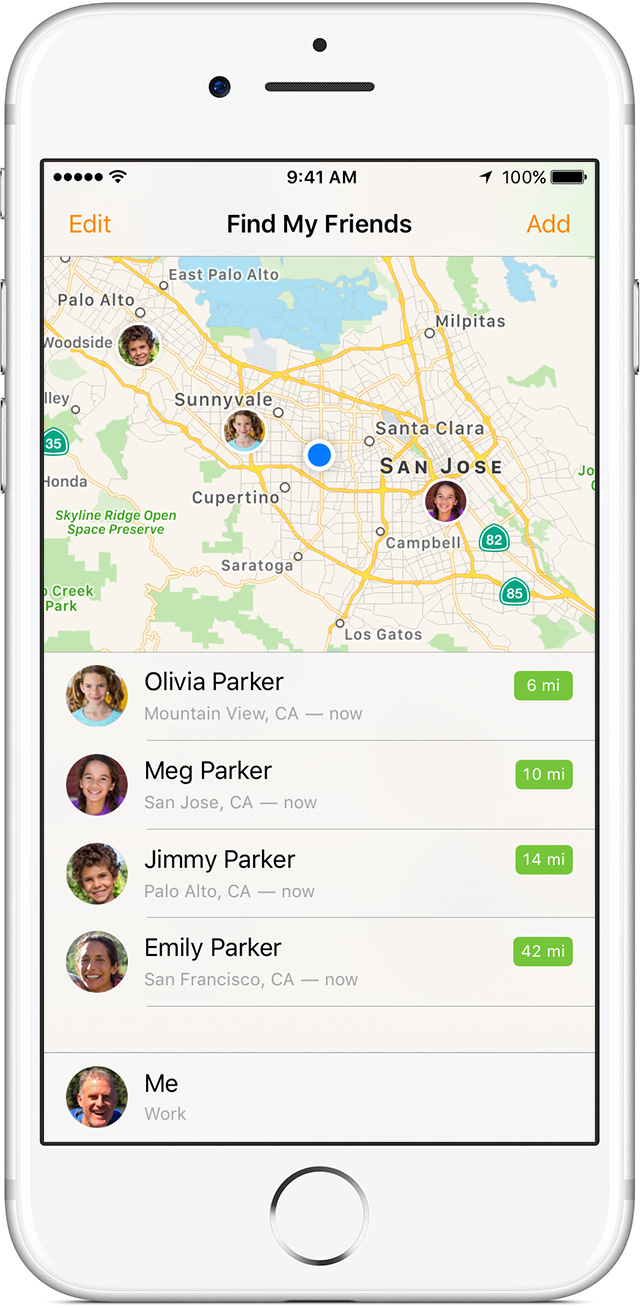 9:41 AM
100%
Edit
Find My Friends
Add
East Palo Alto
Palo Alto
Milpitas
Woodside
lley
Sunnyvale
Santa Clara
35
SAN JOSE
Jo
Honda
Cupertino
Skyline Ridge Open
Space Preserve
82
Campbell
Saratoga
Creek
Park
85
Los Gatos
Olivia Parker
6 mi
Mountain View, CA — now
Meg Parker
10 mi
San Jose, CA — now
Jimmy Parker
14 mi
Palo Alto, CA — now
Emily Parker
42 mi
San Francisco, CA — now
Me
Work